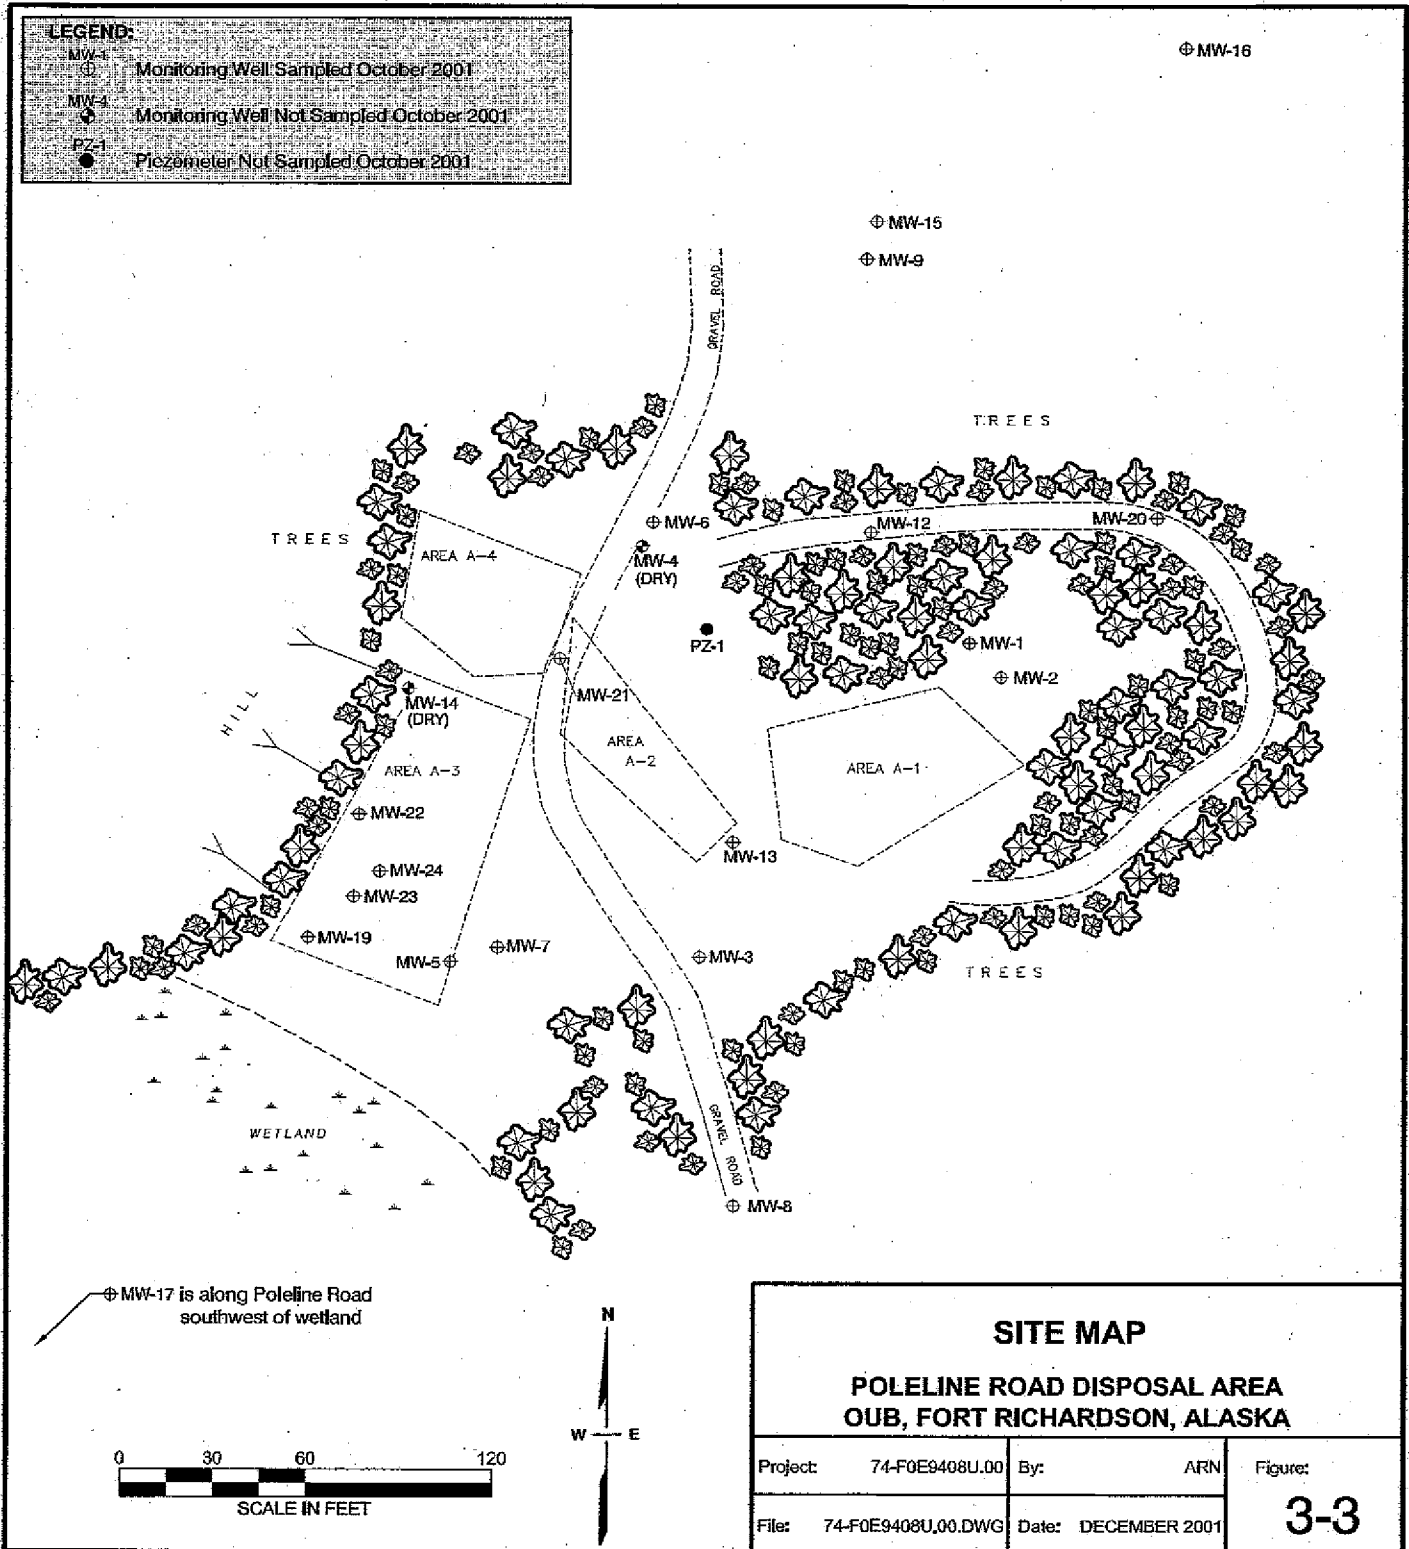 LEGEND:
MW-1
Monitoring Well Sampled October 2001
MW-4
Monitoring Well Not Sampled October 2001
PZ-1
Piezometer Not Sampled October 2001
MW-16
MW-15
MW-9
GRAVEL ROAD
TREES
TREES
MW-6
MW-12
MW-20
AREA A-4
MW-4
(DRY)
PZ-1
MW-1
MW-2
MW-21
MW-14
(DRY)
HILL
AREA
A-2
AREA A-3
AREA A-1
MW-22
MW-13
MW-24
MW-23
MW-19
MW-7
MW-5
MW-3
TREES
WETLAND
GRAVEL ROAD
MW-8
MW-17 is along Poleline Road
southwest of wetland
N
W E
0 30 60 120
SCALE IN FEET
SITE MAP
POLELINE ROAD DISPOSAL AREA
OUB, FORT RICHARDSON, ALASKA
Project: 74-F0E9408U.00 By: ARN Figure:
3-3
File: 74-F0E9408U.00.DWG Date: DECEMBER 2001